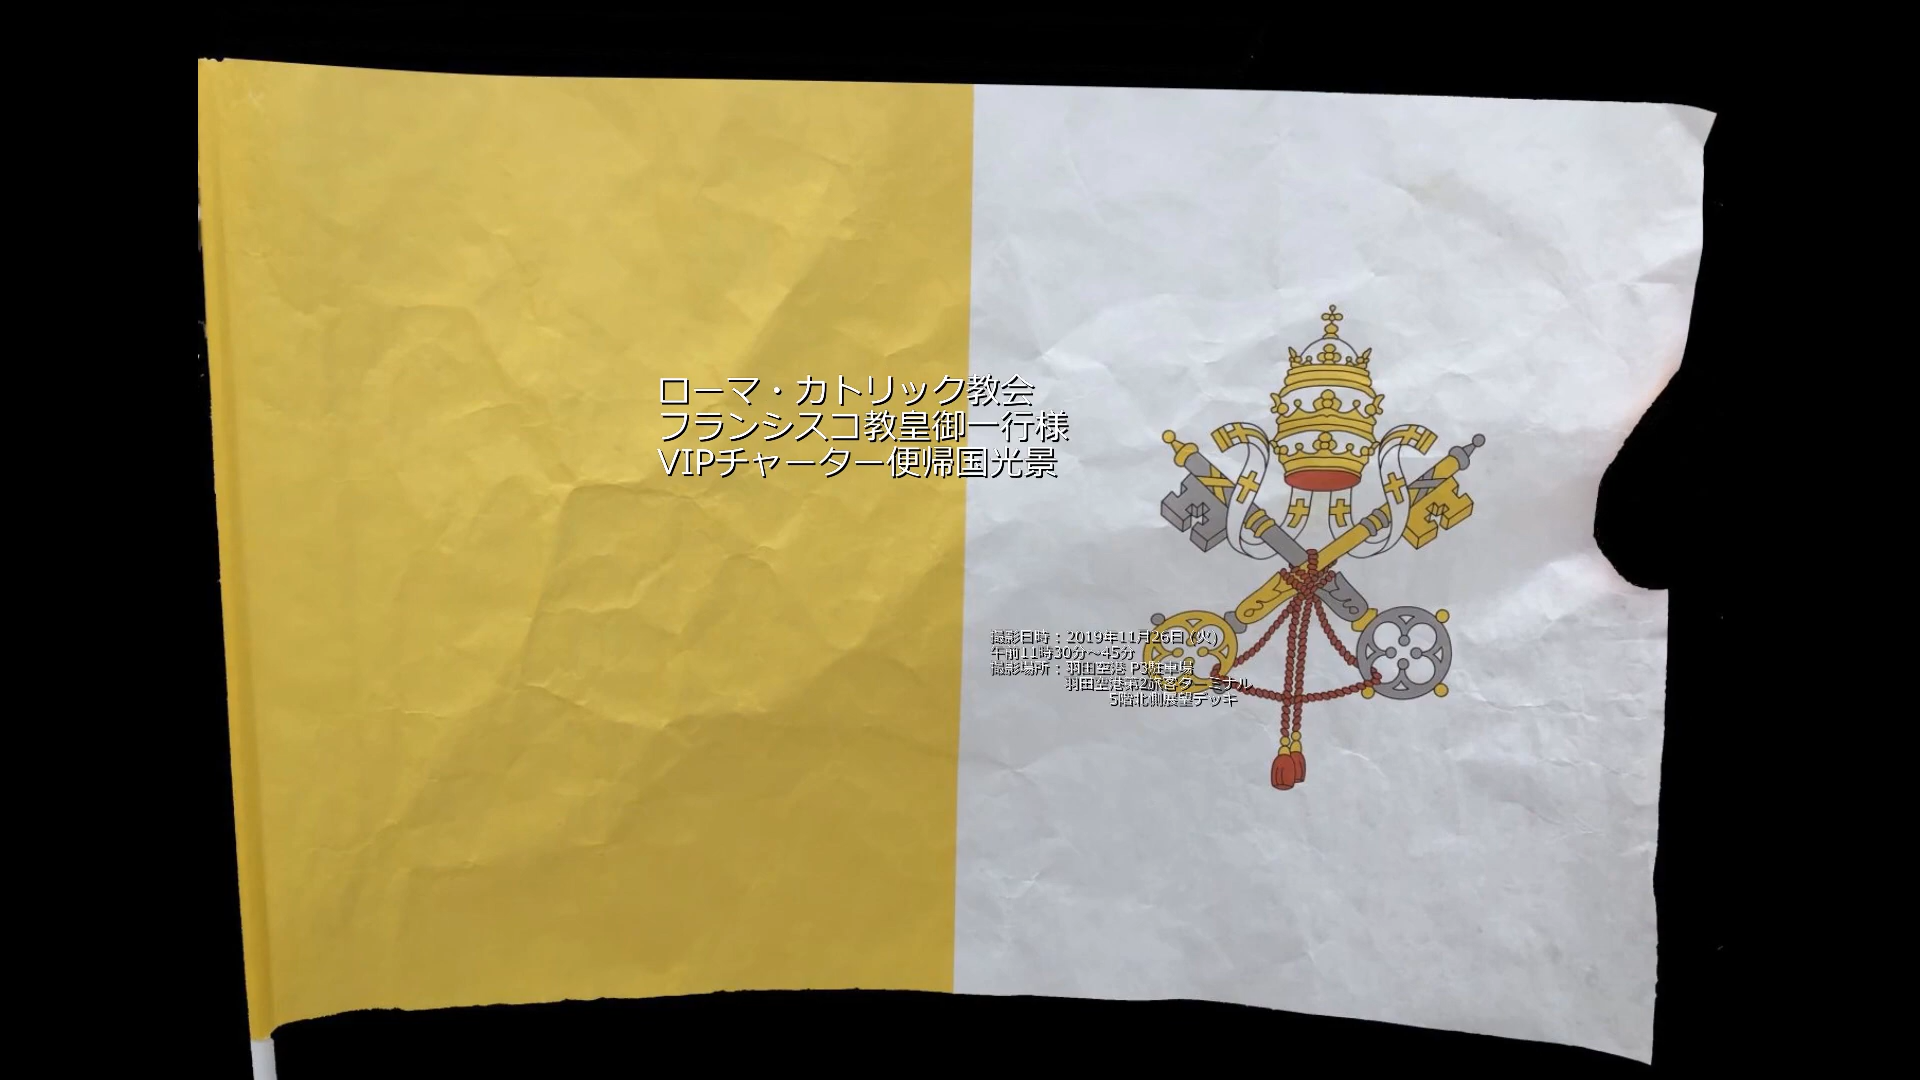 ローマ・カトリック教会
フランシスコ教皇御一行様
VIPチャーター便帰国光景
撮影日時：2019年11月26日 (火)
午前11時30分～45分
撮影場所：羽田空港 P3駐車場
羽田空港第2旅客ターミナル
5階北側展望デッキ